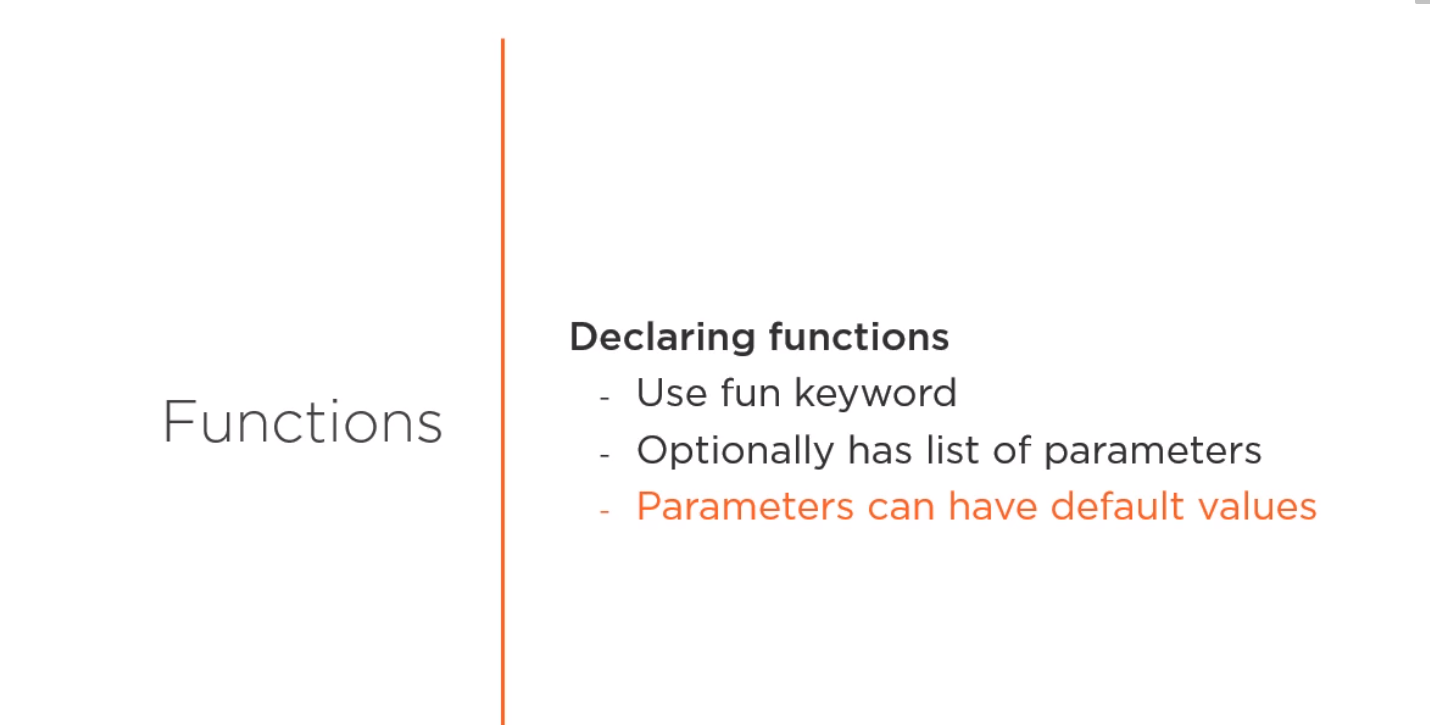 Functions
Declaring functions
- Use fun keyword
- Optionally has list of parameters
- Parameters can have default values